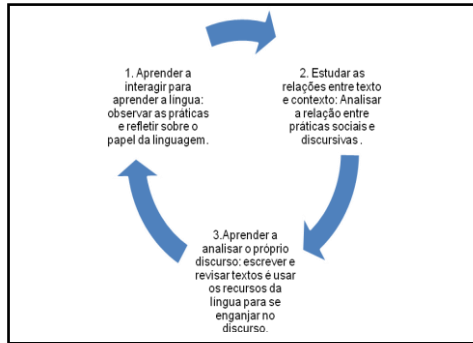 1. Aprender a
interagir para
aprender a língua:
observar as práticas
e refletir sobre o
papel da linguagem.
2. Estudar as
relações entre texto
e contexto: Analisar
a relação entre
práticas sociais e
discursivas .
3.Aprender a
analisar o próprio
discurso: escrever e
revisar textos é usar
os recursos da
língua para se
enganjar no
discurso.